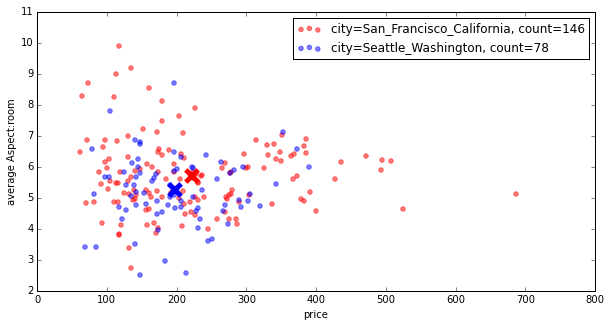 city=San_Francisco_California, count=146
city=Seattle_Washington, count=78
average Aspect:room
11
10
9
8
7
6
5
4
3
2
0 100 200 300 400 500 600 700 800
price